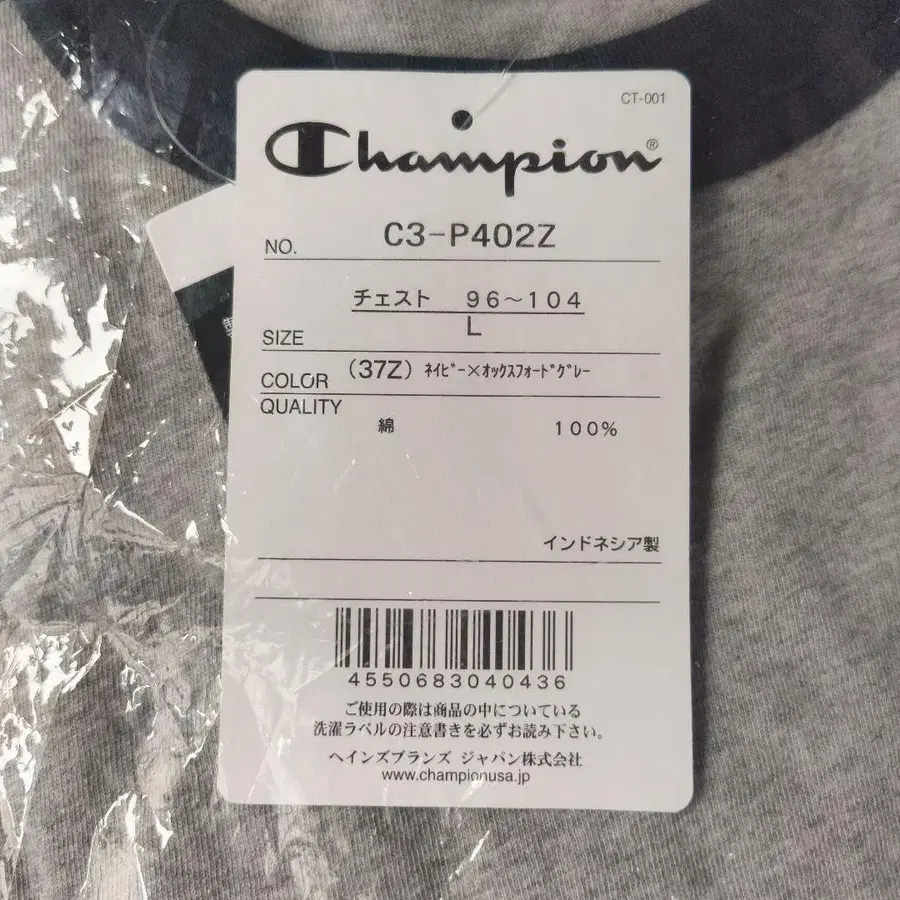 CT-001
Champion®
NO. C3-P402Z
チェスト 96～104
SIZE L
COLOR (37Z) ﾈｲﾋﾞｰ×ｵｯｸｽﾌｫｰﾄﾞｸﾞﾚｰ
QUALITY
綿 100%
インドネシア製
4550683040436
ご使用の際は商品の中についている
洗濯ラベルの注意書きを必ずお読み下さい。
ヘインズブランズ ジャパン株式会社
www.championusa.jp